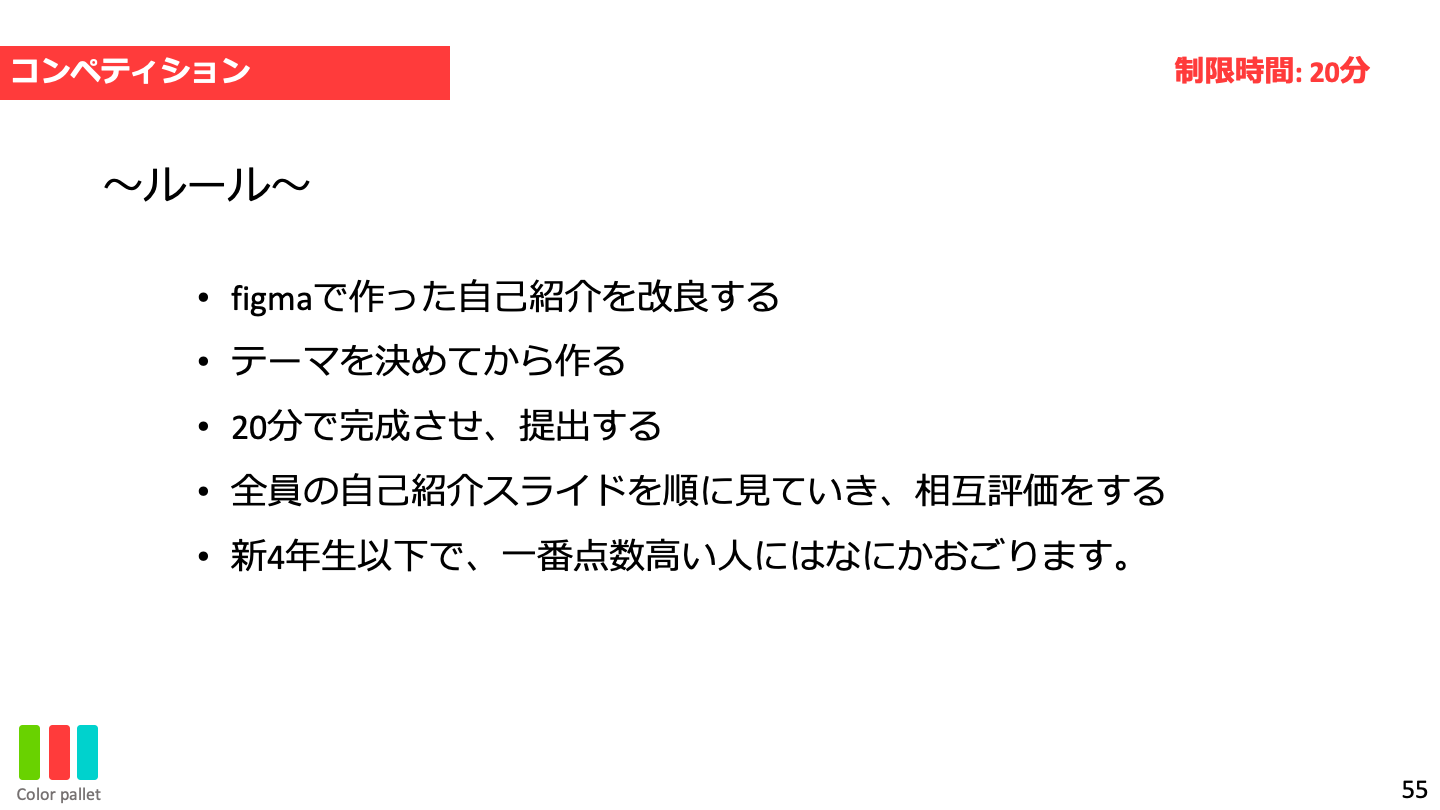 コンペティション
制限時間: 20分
〜ルール〜
• figmaで作った自己紹介を改良する
• テーマを決めてから作る
• 20分で完成させ、提出する
• 全員の自己紹介スライドを順に見ていき、相互評価をする
• 新4年生以下で、一番点数高い人にはなにかおごります。
Color pallet
55